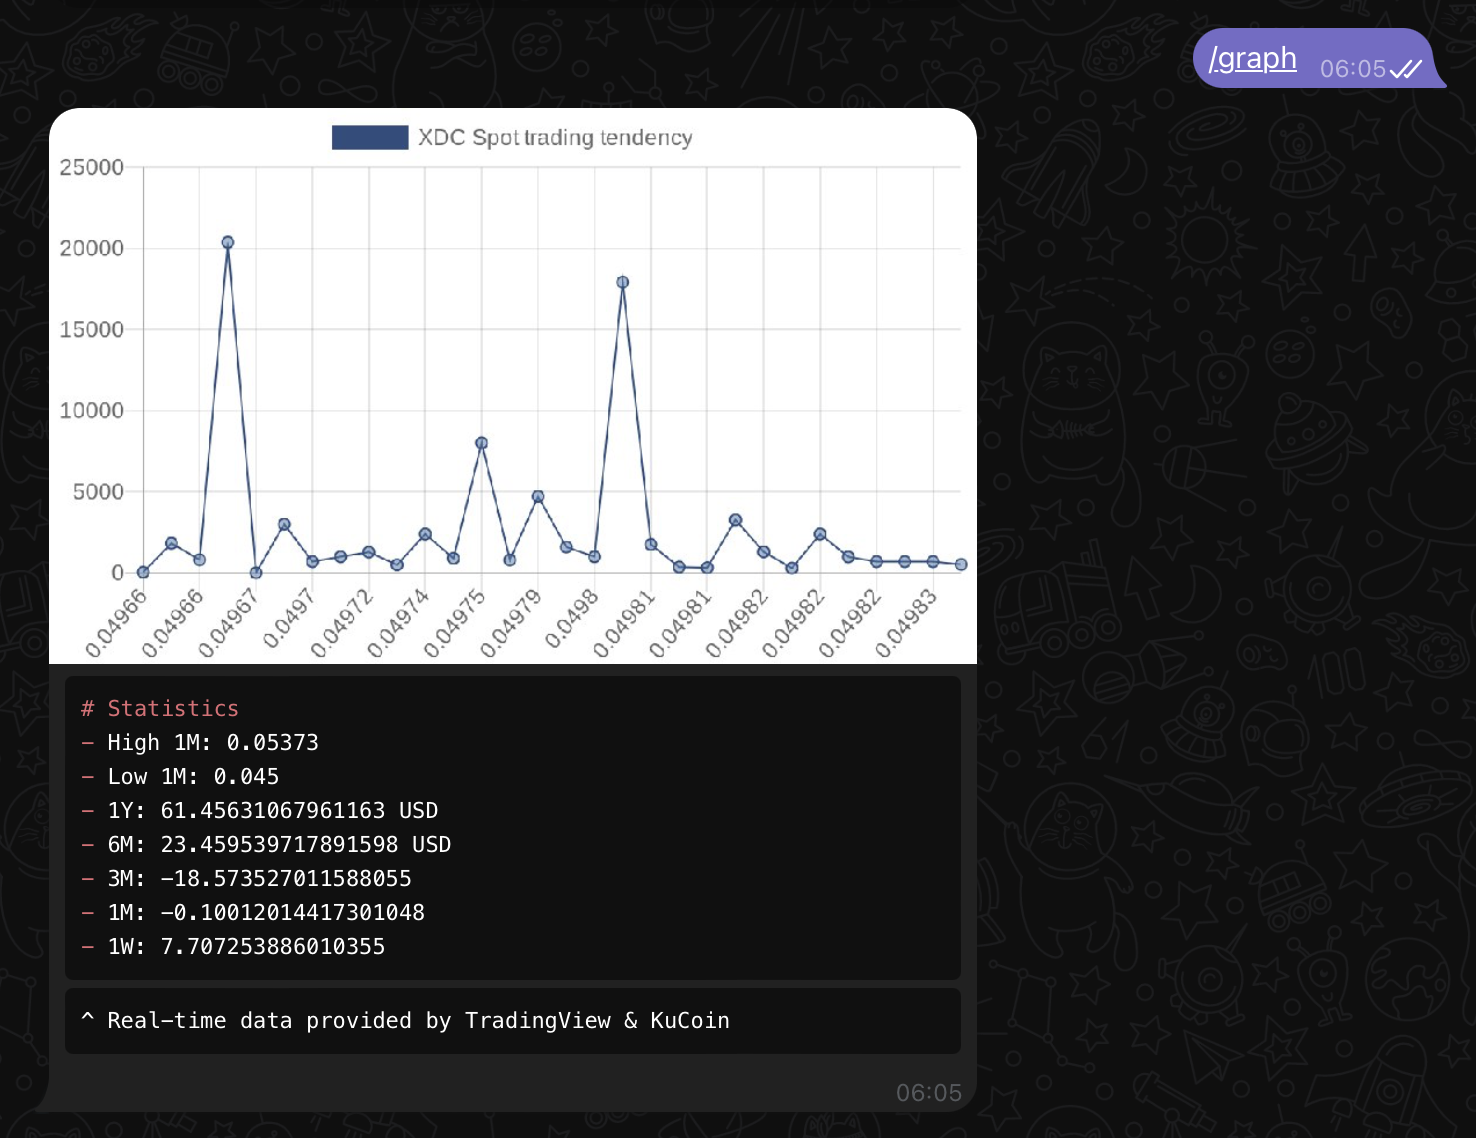 /graph 06:05
XDC Spot trading tendency
25000
20000
15000
10000
5000
0
0.04966 0.04966 0.04967 0.0497 0.04972 0.04974 0.04975 0.04979 0.0498 0.04981 0.04981 0.04982 0.04982 0.04982 0.04983
# Statistics
– High 1M: 0.05373
– Low 1M: 0.045
– 1Y: 61.45631067961163 USD
– 6M: 23.459539717891598 USD
– 3M: –18.573527011588055
– 1M: –0.10012014417301048
– 1W: 7.707253886010355
^ Real–time data provided by TradingView & KuCoin
06:05